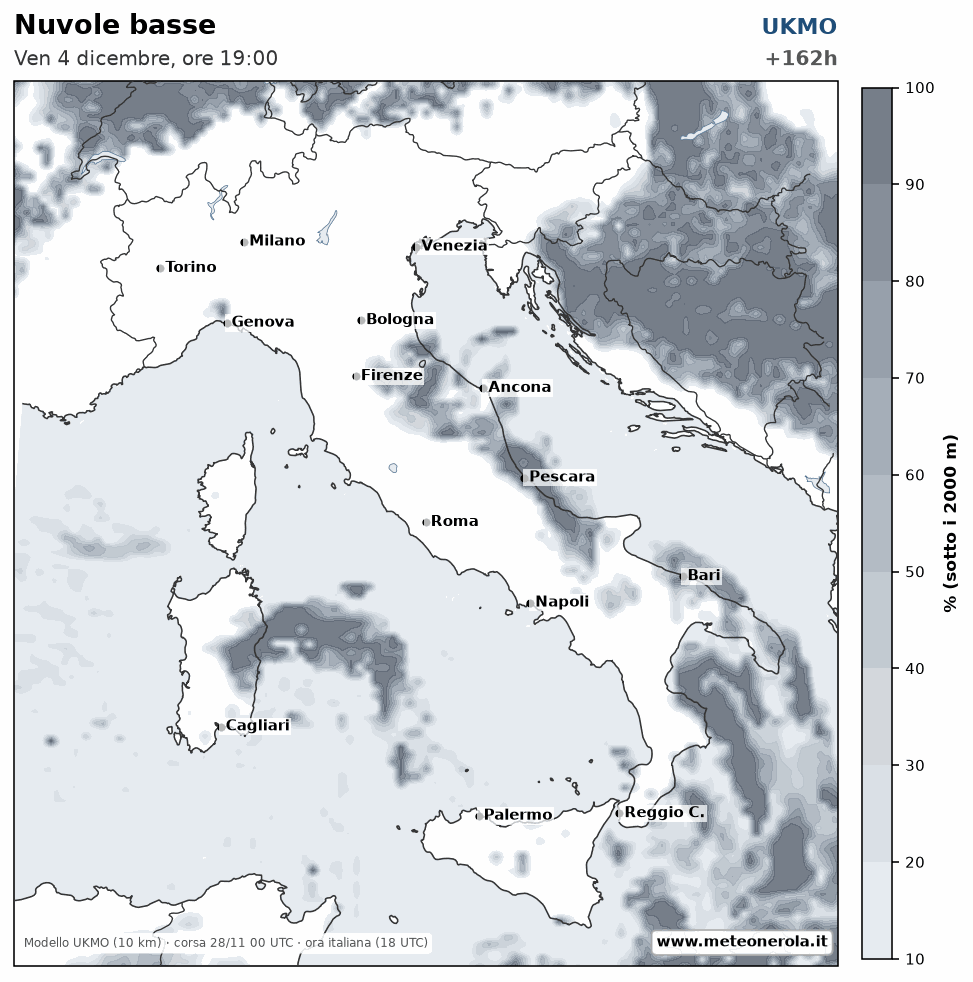 Nuvole basse
UKMO
Ven 4 dicembre, ore 19:00
+162h
100
90
80
70
60
50
40
30
20
10
% (sotto i 2000 m)
Milano
Venezia
Torino
Genova
Bologna
Firenze
Ancona
Pescara
Roma
Bari
Napoli
Cagliari
Palermo
Reggio C.
Modello UKMO (10 km) · corsa 28/11 00 UTC · ora italiana (18 UTC)
www.meteonerola.it